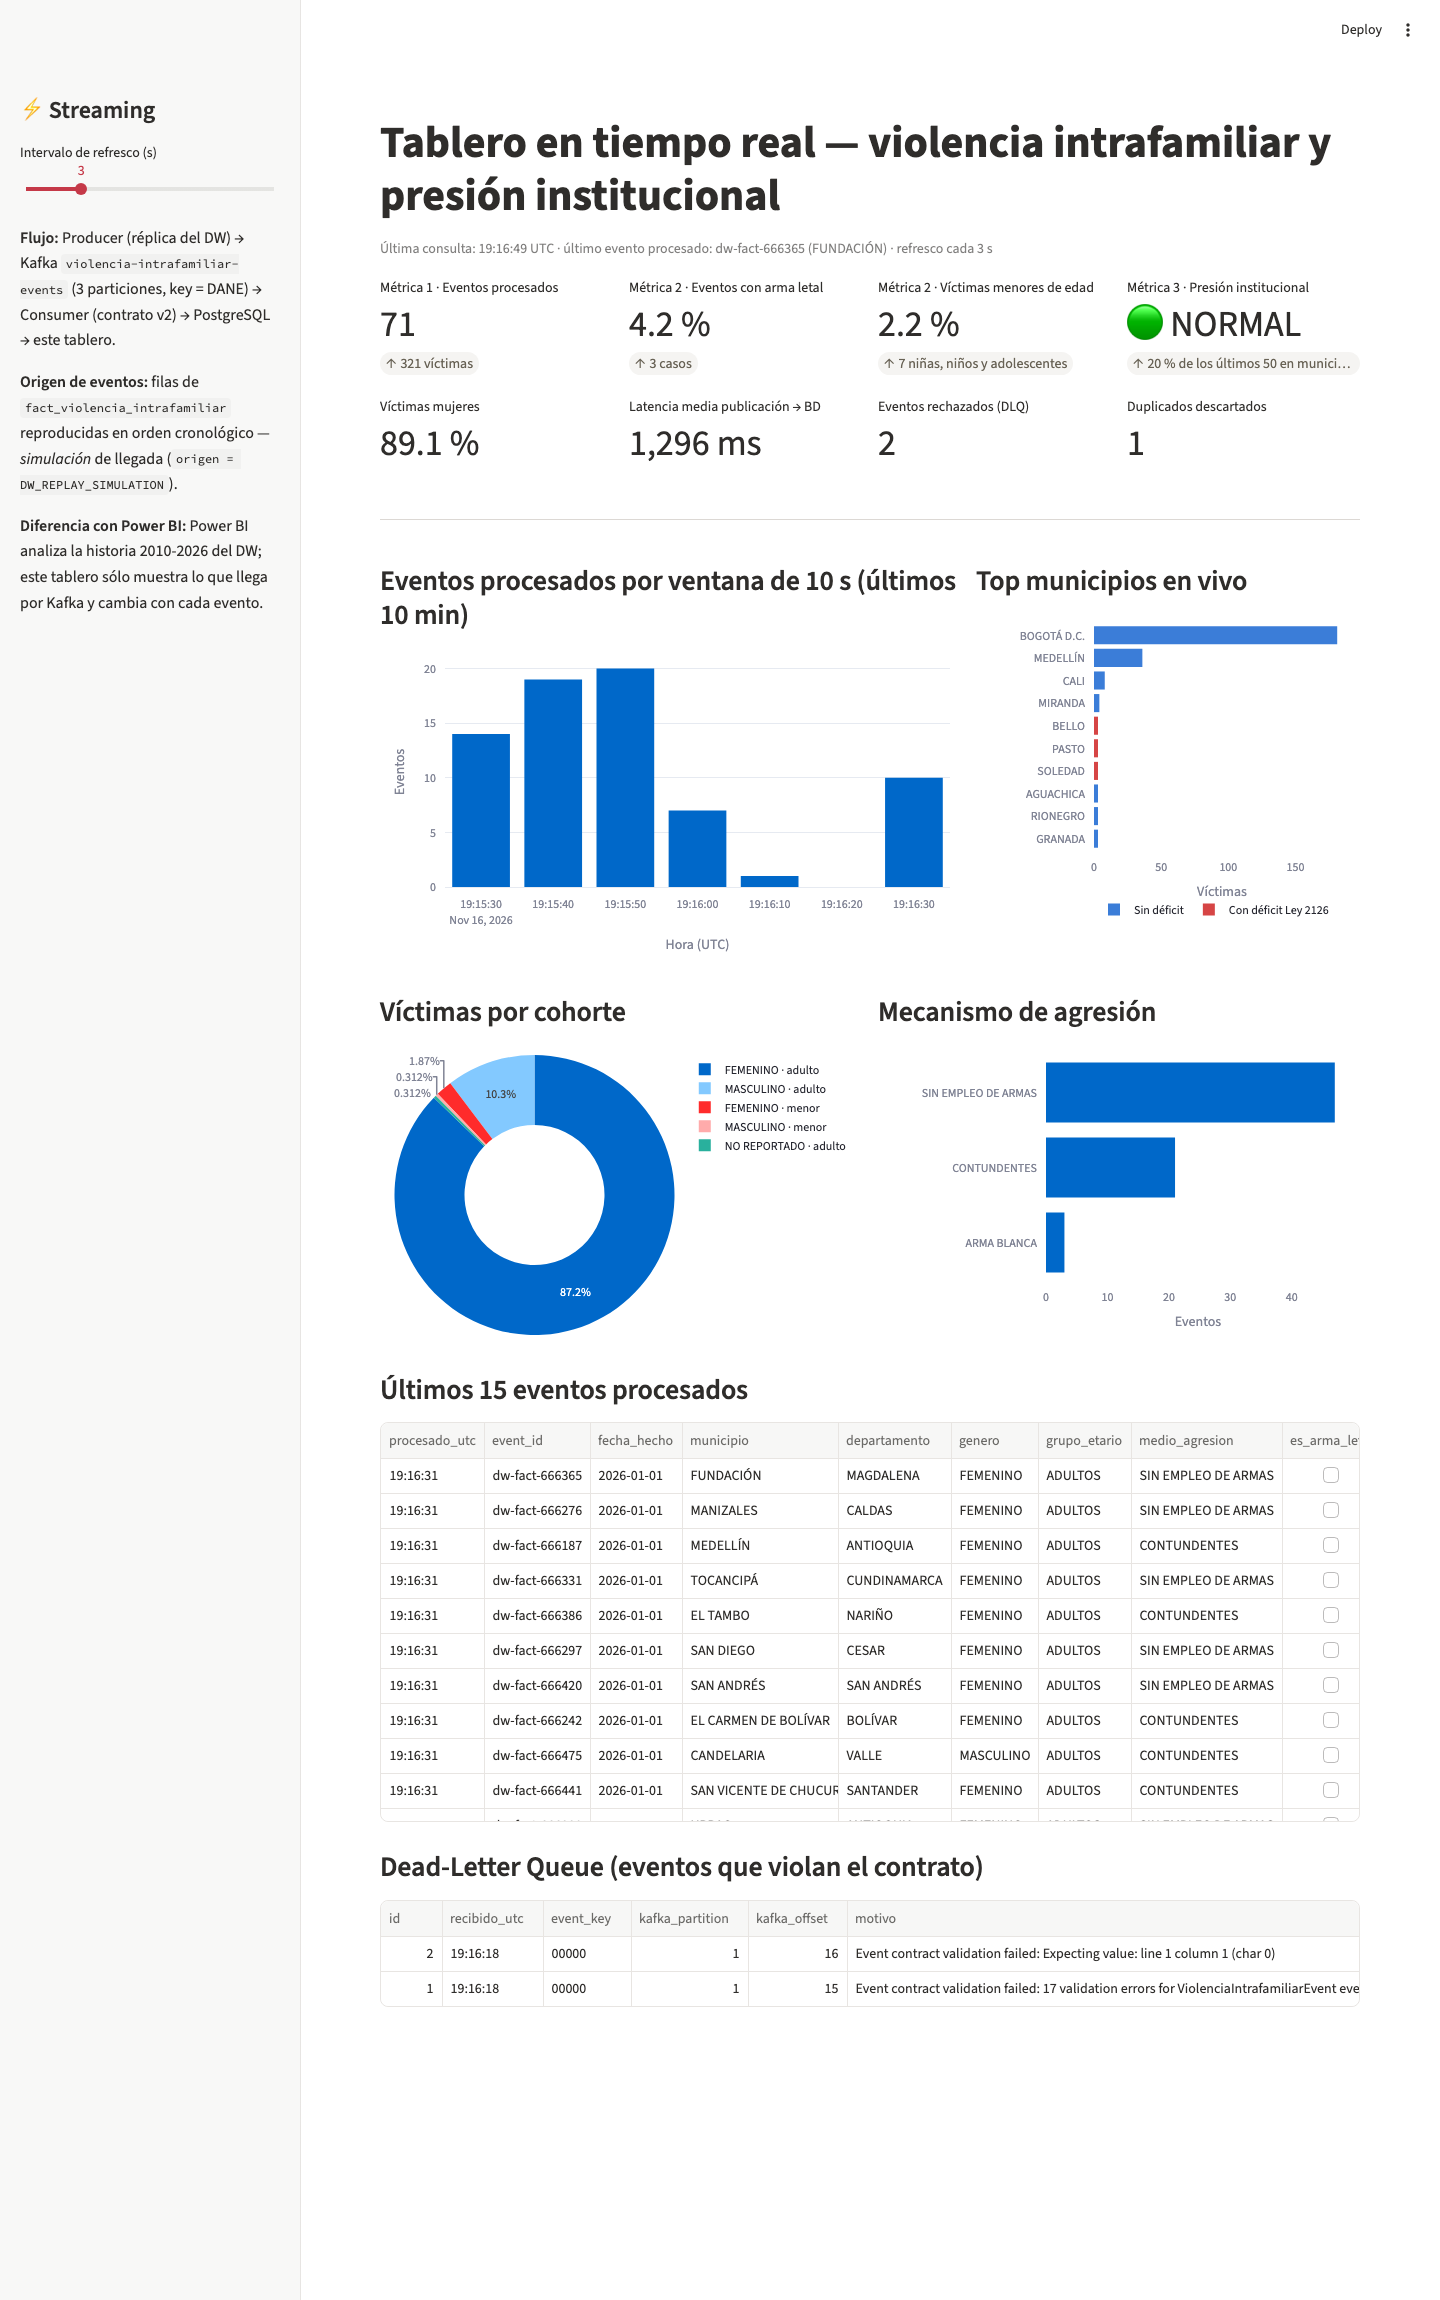 Deploy
⚡ Streaming
Intervalo de refresco (s)
3
Flujo: Producer (réplica del DW) →
Kafka violencia-intrafamiliar-
events (3 particiones, key = DANE) →
Consumer (contrato v2) → PostgreSQL
→ este tablero.
Origen de eventos: filas de
fact_violencia_intrafamiliar
reproducidas en orden cronológico —
simulación de llegada ( origen =
DW_REPLAY_SIMULATION ).
Diferencia con Power BI: Power BI
analiza la historia 2010-2026 del DW;
este tablero sólo muestra lo que llega
por Kafka y cambia con cada evento.
Tablero en tiempo real — violencia intrafamiliar y
presión institucional
Última consulta: 19:16:49 UTC · último evento procesado: dw-fact-666365 (FUNDACIÓN) · refresco cada 3 s
Métrica 1 · Eventos procesados
71
↑ 321 víctimas
Métrica 2 · Eventos con arma letal
4.2 %
↑ 3 casos
Métrica 2 · Víctimas menores de edad
2.2 %
↑ 7 niñas, niños y adolescentes
Métrica 3 · Presión institucional
NORMAL
↑ 20 % de los últimos 50 en munici...
Víctimas mujeres
89.1 %
Latencia media publicación → BD
1,296 ms
Eventos rechazados (DLQ)
2
Duplicados descartados
1
Eventos procesados por ventana de 10 s (últimos
10 min)
Eventos
20
15
10
5
0
19:15:30 19:15:40 19:15:50 19:16:00 19:16:10 19:16:20 19:16:30
Nov 16, 2026
Hora (UTC)
Top municipios en vivo
BOGOTÁ D.C.
MEDELLÍN
CALI
MIRANDA
BELLO
PASTO
SOLEDAD
AGUACHICA
RIONEGRO
GRANADA
0 50 100 150
Víctimas
Sin déficit Con déficit Ley 2126
Víctimas por cohorte
1.87%
0.312%
0.312%
10.3%
87.2%
FEMENINO · adulto
MASCULINO · adulto
FEMENINO · menor
MASCULINO · menor
NO REPORTADO · adulto
Mecanismo de agresión
SIN EMPLEO DE ARMAS
CONTUNDENTES
ARMA BLANCA
0 10 20 30 40
Eventos
Últimos 15 eventos procesados
procesado_utc event_id fecha_hecho municipio departamento genero grupo_etario medio_agresion es_arma_le
19:16:31 dw-fact-666365 2026-01-01 FUNDACIÓN MAGDALENA FEMENINO ADULTOS SIN EMPLEO DE ARMAS
19:16:31 dw-fact-666276 2026-01-01 MANIZALES CALDAS FEMENINO ADULTOS SIN EMPLEO DE ARMAS
19:16:31 dw-fact-666187 2026-01-01 MEDELLÍN ANTIOQUIA FEMENINO ADULTOS CONTUNDENTES
19:16:31 dw-fact-666331 2026-01-01 TOCANCIPÁ CUNDINAMARCA FEMENINO ADULTOS SIN EMPLEO DE ARMAS
19:16:31 dw-fact-666386 2026-01-01 EL TAMBO NARIÑO FEMENINO ADULTOS CONTUNDENTES
19:16:31 dw-fact-666297 2026-01-01 SAN DIEGO CESAR FEMENINO ADULTOS SIN EMPLEO DE ARMAS
19:16:31 dw-fact-666420 2026-01-01 SAN ANDRÉS SAN ANDRÉS FEMENINO ADULTOS SIN EMPLEO DE ARMAS
19:16:31 dw-fact-666242 2026-01-01 EL CARMEN DE BOLÍVAR BOLÍVAR FEMENINO ADULTOS CONTUNDENTES
19:16:31 dw-fact-666475 2026-01-01 CANDELARIA VALLE MASCULINO ADULTOS CONTUNDENTES
19:16:31 dw-fact-666441 2026-01-01 SAN VICENTE DE CHUCUR SANTANDER FEMENINO ADULTOS CONTUNDENTES
Dead-Letter Queue (eventos que violan el contrato)
id recibido_utc event_key kafka_partition kafka_offset motivo
2 19:16:18 00000 1 16 Event contract validation failed: Expecting value: line 1 column 1 (char 0)
1 19:16:18 00000 1 15 Event contract validation failed: 17 validation errors for ViolenciaIntrafamiliarEvent eve